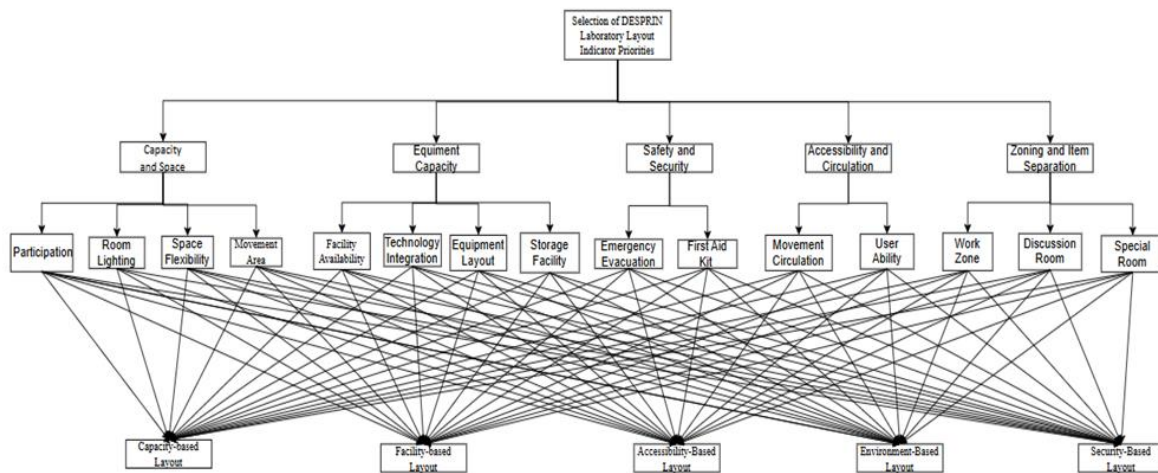 Selection of DESPRIN
Laboratory Layout
Indicator Priorities
Capacity
and Space
Equiment
Capacity
Safety and
Security
Accessibility and
Circulation
Zoning and Item
Separation
Participation
Room
Lighting
Space
Flexibility
Movement
Area
Facility
Availability
Technology
Integration
Equipment
Layout
Storage
Facility
Emergency
Evacuation
First Aid
Kit
Movement
Circulation
User
Ability
Work
Zone
Discussion
Room
Special
Room
Capacity-based
Layout
Facility-based
Layout
Accessibility-Based
Layout
Environment-Based
Layout
Security-Based
Layout